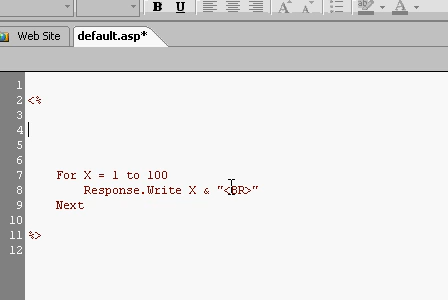 B U
A A
ab A
Web Site default.asp*
1
2 <%
3
4
5
6
7 For X = 1 to 100
8 Response.Write X & "<BR>"
9 Next
10
11 %>
12